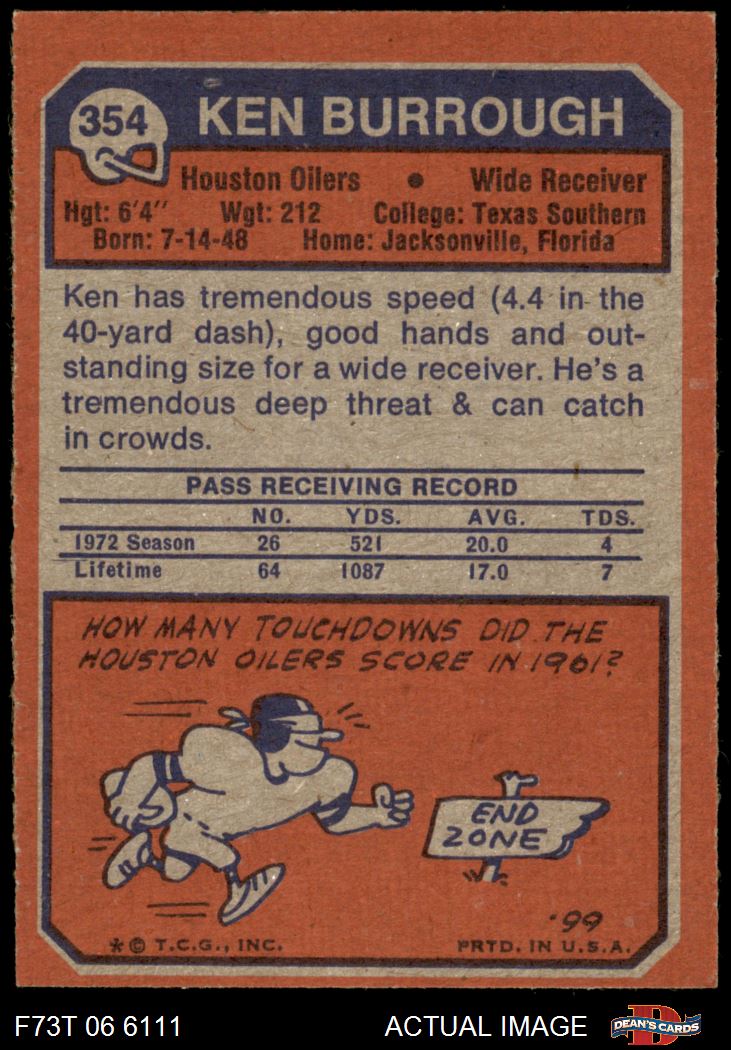 354
KEN BURROUGH
Houston Oilers • Wide Receiver
Hgt: 6'4" Wgt: 212 College: Texas Southern
Born: 7-14-48 Home: Jacksonville, Florida
Ken has tremendous speed (4.4 in the
40-yard dash), good hands and out-
standing size for a wide receiver. He's a
tremendous deep threat & can catch
in crowds.
PASS RECEIVING RECORD
NO. YDS. AVG. TDS.
1972 Season 26 521 20.0 4
Lifetime 64 1087 17.0 7
HOW MANY TOUCHDOWNS DID THE
HOUSTON OILERS SCORE IN 1961?
END
ZONE
·99
* © T.C.G., INC. PRTD. IN U.S.A.
F73T 06 6111 ACTUAL IMAGE
D
DEAN'S CARDS